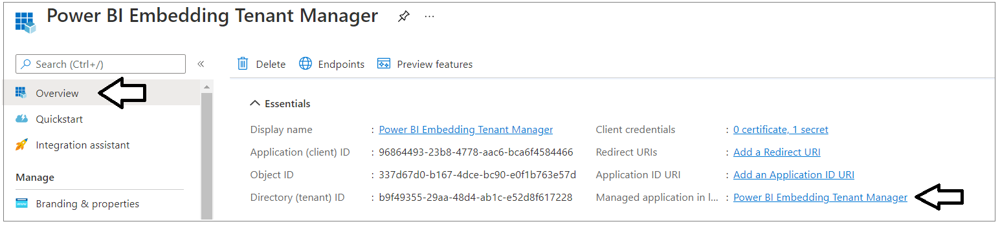 Power BI Embedding Tenant Manager ...
Search (Ctrl+/) «
Overview
Quickstart
Integration assistant
Manage
Branding & properties
Delete Endpoints Preview features
Essentials
Display name : Power BI Embedding Tenant Manager Client credentials : 0 certificate, 1 secret
Application (client) ID : 96864493-23b8-4778-aac6-bca6f4584466 Redirect URIs : Add a Redirect URI
Object ID : 337d67d0-b167-4dce-bc90-e0f1b763e57d Application ID URI : Add an Application ID URI
Directory (tenant) ID : b9f49355-29aa-48d4-ab1c-e52d8f617228 Managed application in l... : Power BI Embedding Tenant Manager